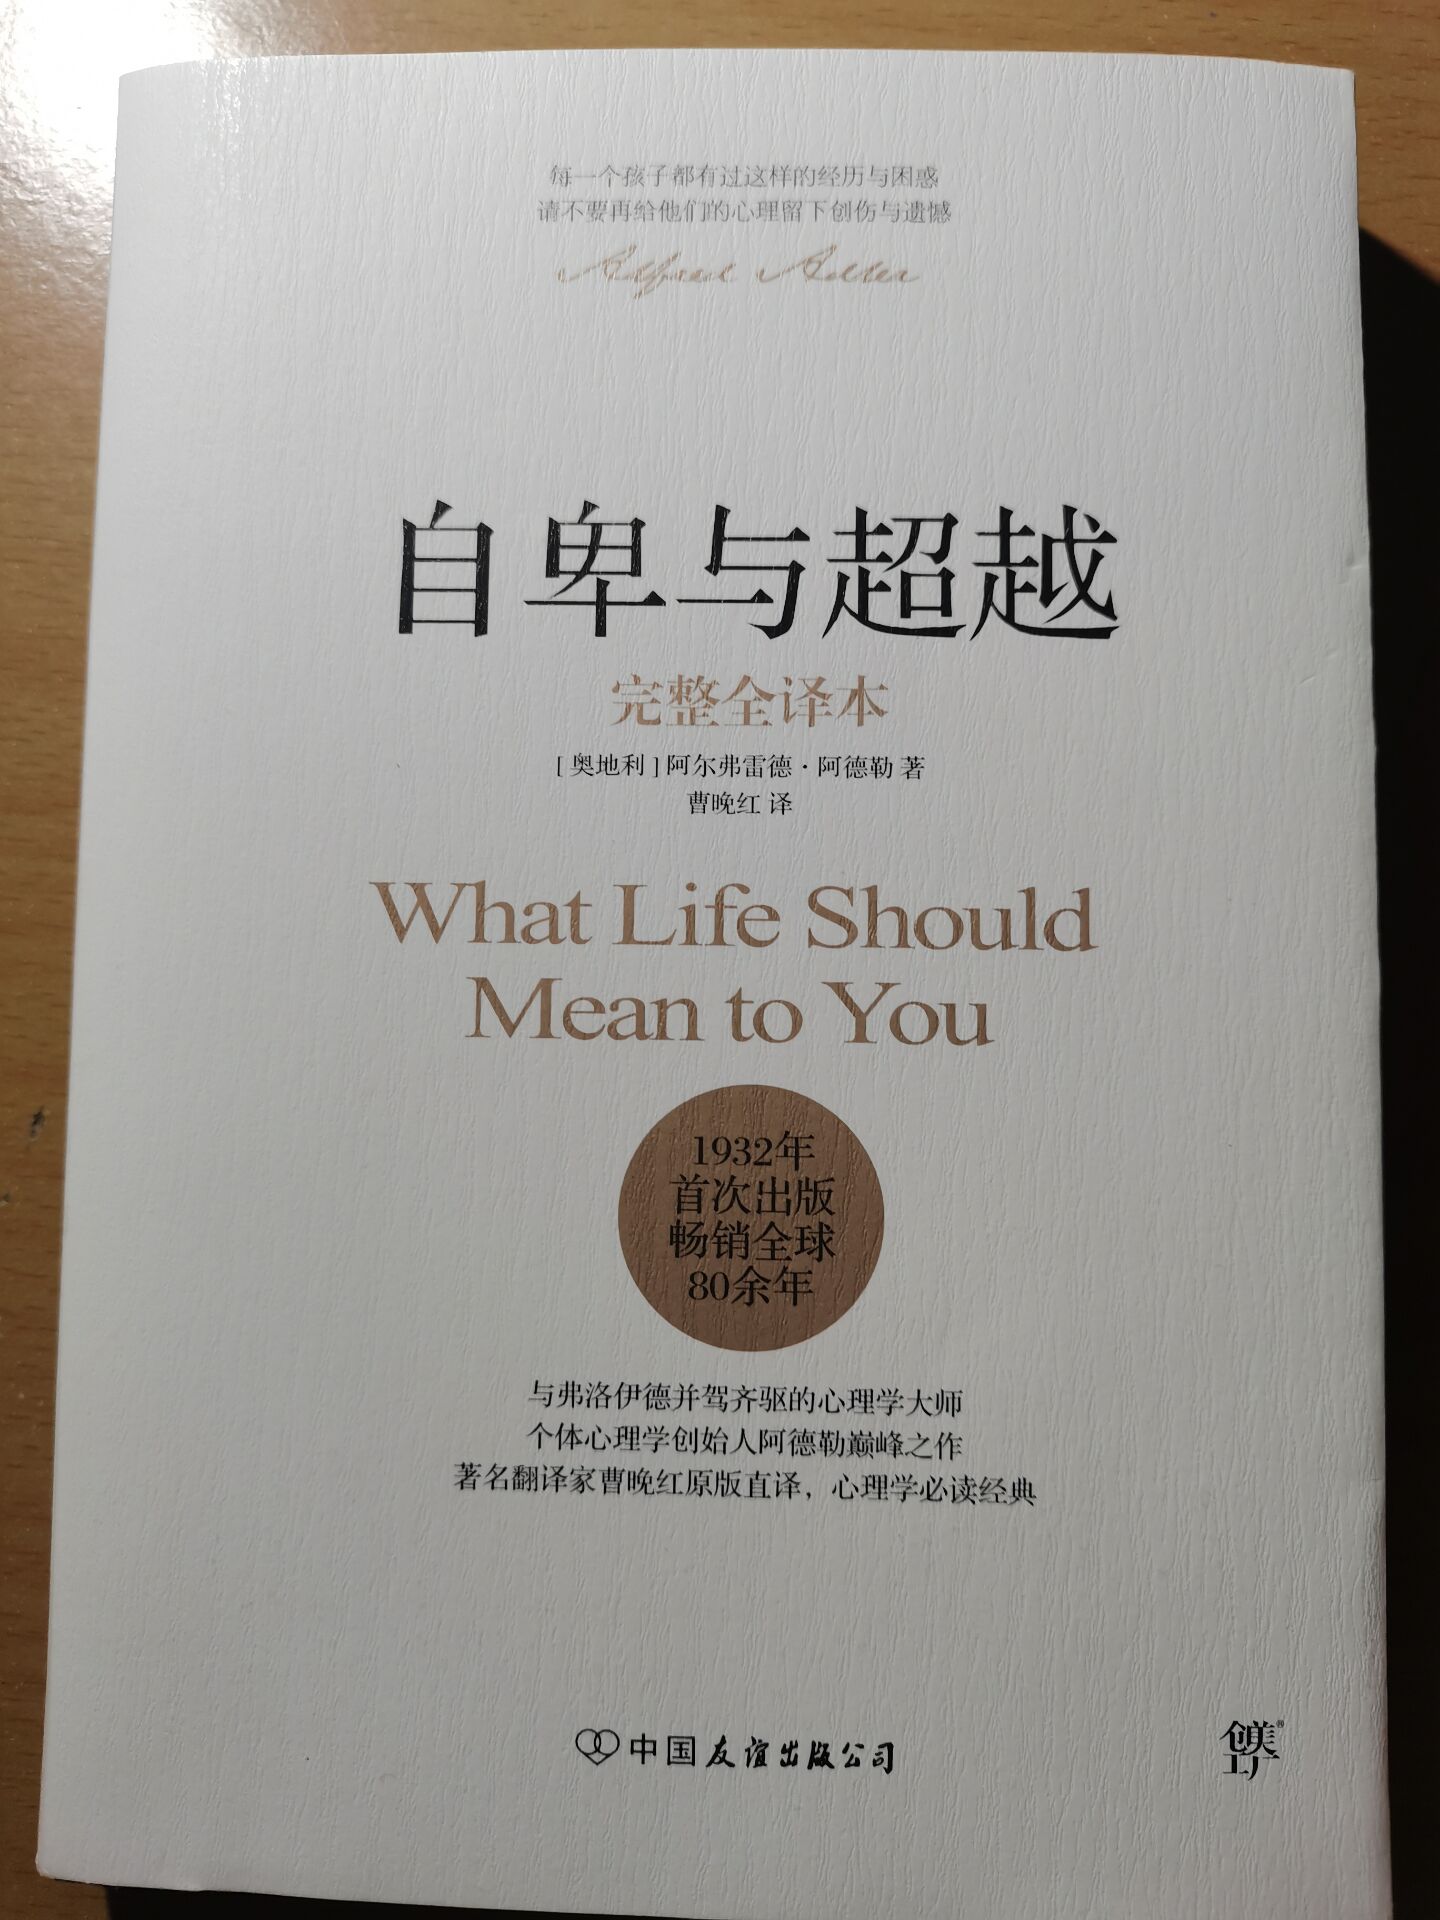 每一个孩子都有过这样的经历与困惑
请不要再给他们的心理留下创伤与遗憾
Alfred Adler
自卑与超越
完整全译本
[ 奥地利 ] 阿尔弗雷德·阿德勒 著
曹晚红 译
What Life Should
Mean to You
1932年
首次出版
畅销全球
80余年
与弗洛伊德并驾齐驱的心理学大师
个体心理学创始人阿德勒巅峰之作
著名翻译家曹晚红原版直译，心理学必读经典
中国友谊出版公司
创美®
工厂